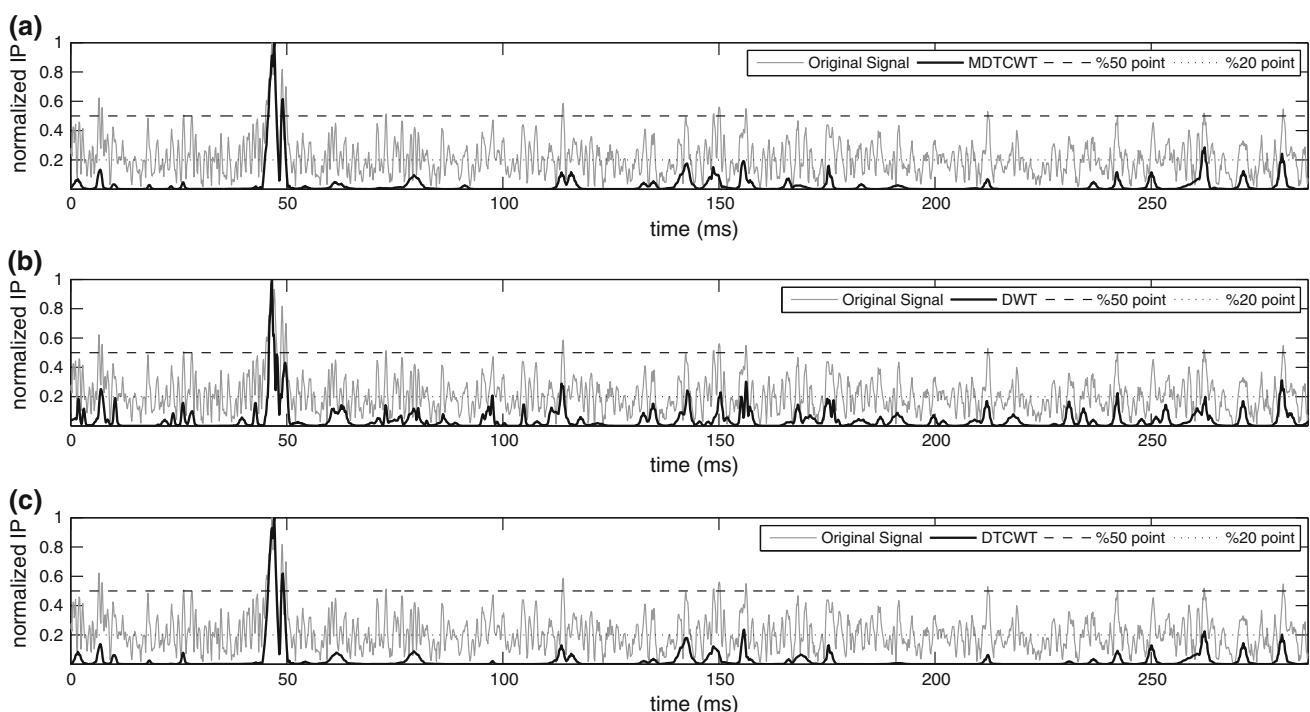 (a)
normalized IP
1
0.8
0.6
0.4
0.2
Original Signal MDTCWT %50 point %20 point
0 50 100 150 200 250
time (ms)
(b)
normalized IP
1
0.8
0.6
0.4
0.2
Original Signal DWT %50 point %20 point
0 50 100 150 200 250
time (ms)
(c)
normalized IP
1
0.8
0.6
0.4
0.2
Original Signal DTCWT %50 point %20 point
0 50 100 150 200 250
time (ms)